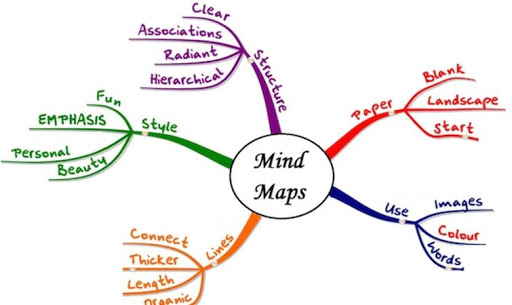 Mind
Maps
Paper
Blank
Landscape
Start
Use
Images
Colour
Words
Lines
Connect
Thicker
Length
Organic
Style
Fun
EMPHASIS
Personal
Beauty
Structure
Clear
Associations
Radiant
Hierarchical